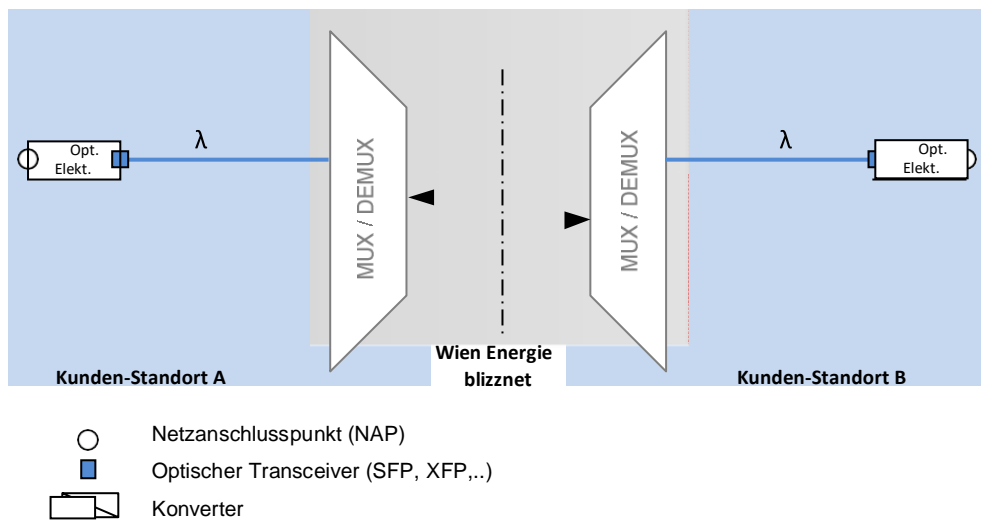 λ
λ
Opt.
Elekt.
Opt.
Elekt.
MUX / DEMUX
MUX / DEMUX
Wien Energie
blizznet
Kunden-Standort A
Kunden-Standort B
Netzanschlusspunkt (NAP)
Optischer Transceiver (SFP, XFP,..)
Konverter